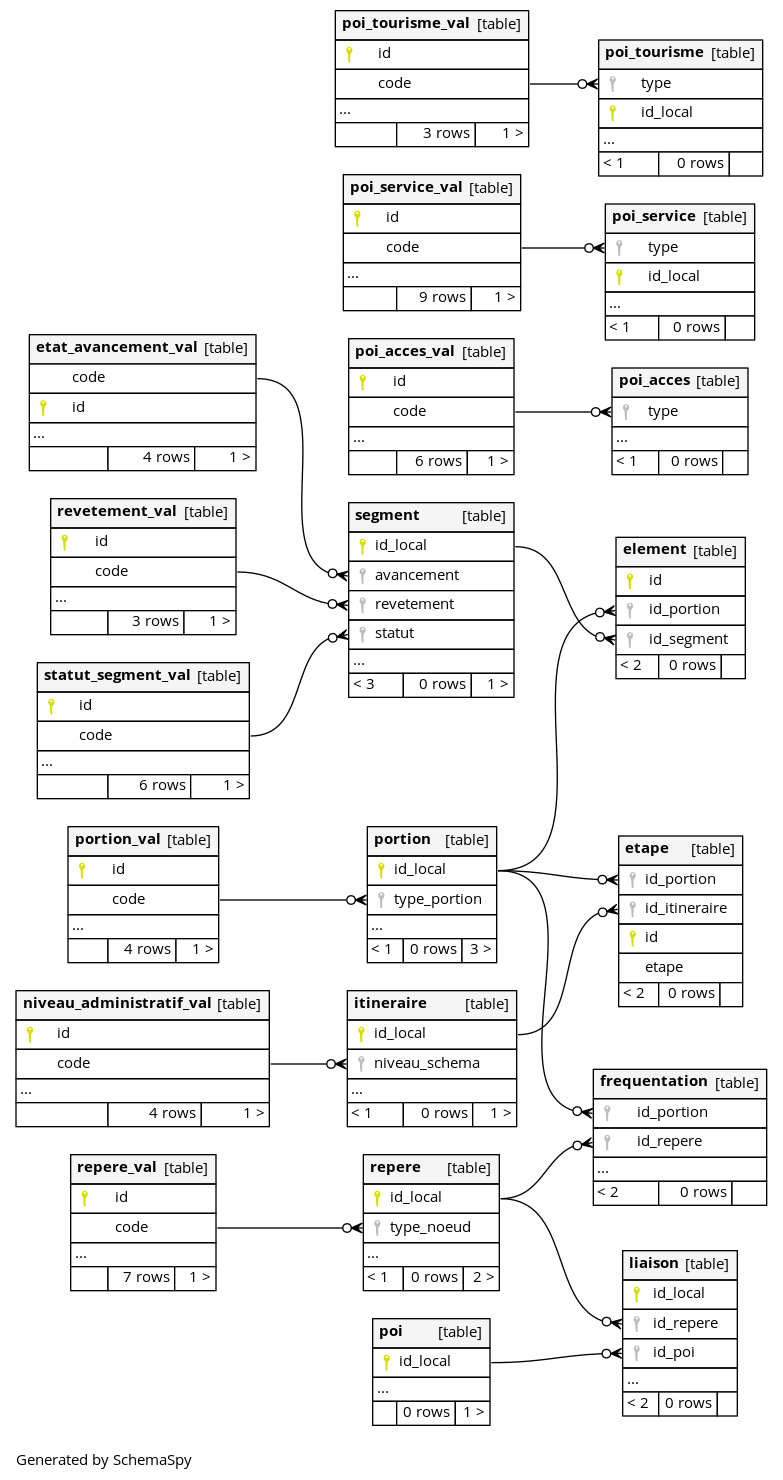 poi_tourisme_val [table]
id
code
...
3 rows 1 >
poi_tourisme [table]
type
id_local
...
< 1 0 rows
poi_service_val [table]
id
code
...
9 rows 1 >
poi_service [table]
type
id_local
...
< 1 0 rows
etat_avancement_val [table]
code
id
...
4 rows 1 >
poi_acces_val [table]
id
code
...
6 rows 1 >
poi_acces [table]
type
...
< 1 0 rows
revetement_val [table]
id
code
...
3 rows 1 >
segment [table]
id_local
avancement
revetement
statut
...
< 3 0 rows 1 >
element [table]
id
id_portion
id_segment
< 2 0 rows
statut_segment_val [table]
id
code
...
6 rows 1 >
portion_val [table]
id
code
...
4 rows 1 >
portion [table]
id_local
type_portion
...
< 1 0 rows 3 >
etape [table]
id_portion
id_itineraire
id
etape
< 2 0 rows
niveau_administratif_val [table]
id
code
...
4 rows 1 >
itineraire [table]
id_local
niveau_schema
...
< 1 0 rows 1 >
frequentation [table]
id_portion
id_repere
...
< 2 0 rows
repere_val [table]
id
code
...
7 rows 1 >
repere [table]
id_local
type_noeud
...
< 1 0 rows 2 >
liaison [table]
id_local
id_repere
id_poi
...
< 2 0 rows
poi [table]
id_local
...
0 rows 1 >
Generated by SchemaSpy